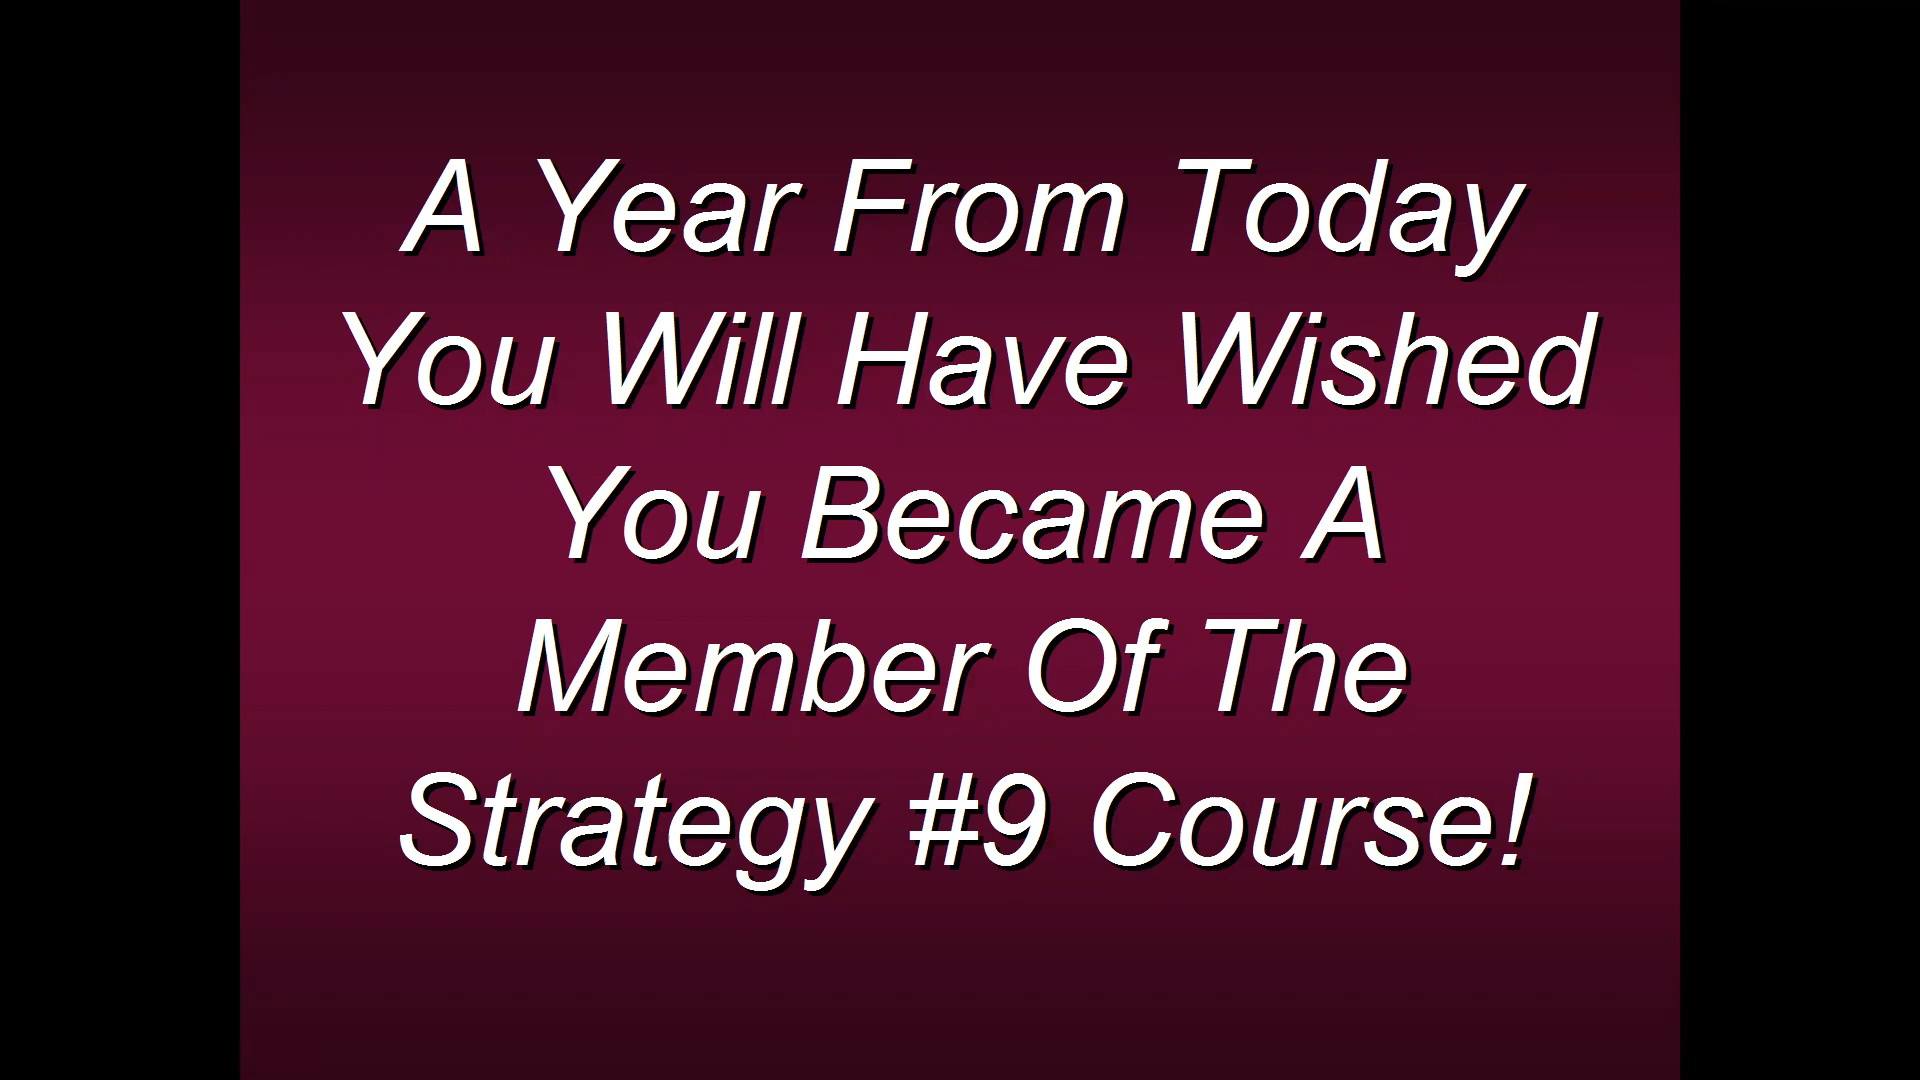 A Year From Today
You Will Have Wished
You Became A
Member Of The
Strategy #9 Course!